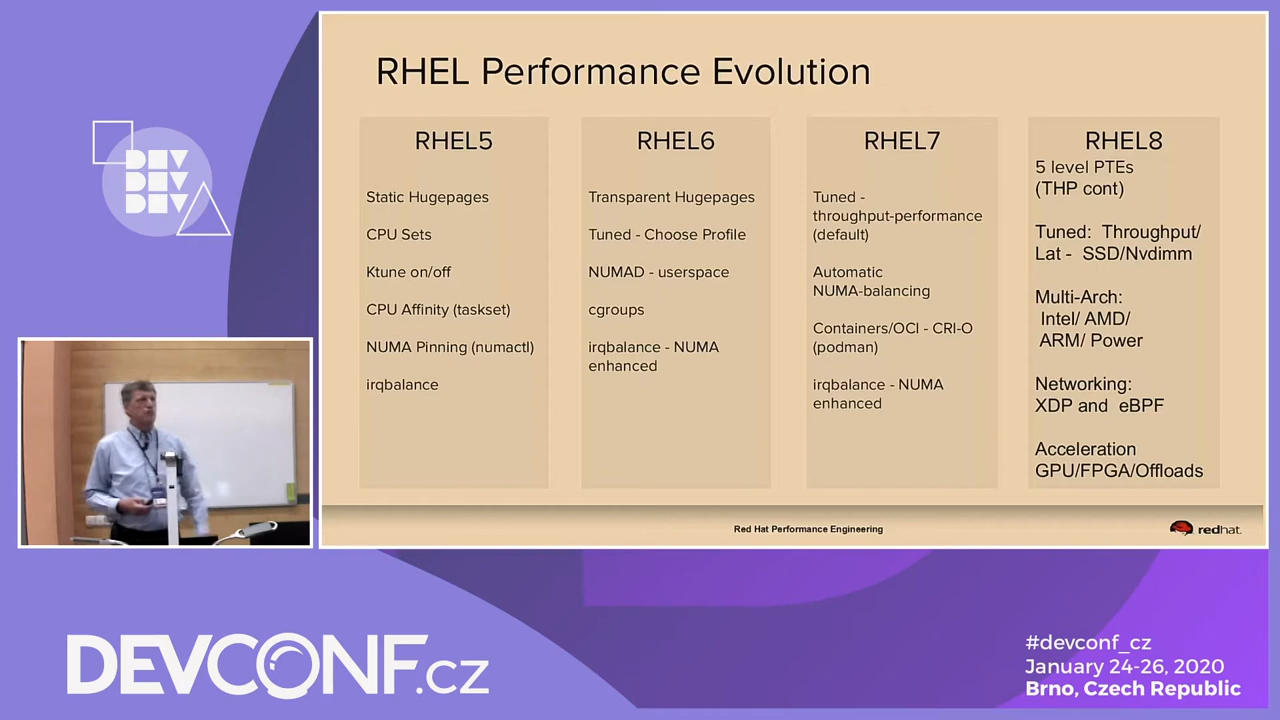 DEV
DEV
DEV
RHEL Performance Evolution
RHEL5
Static Hugepages
CPU Sets
Ktune on/off
CPU Affinity (taskset)
NUMA Pinning (numactl)
irqbalance
RHEL6
Transparent Hugepages
Tuned - Choose Profile
NUMAD - userspace
cgroups
irqbalance - NUMA
enhanced
RHEL7
Tuned -
throughput-performance
(default)
Automatic
NUMA-balancing
Containers/OCI - CRI-O
(podman)
irqbalance - NUMA
enhanced
RHEL8
5 level PTEs
(THP cont)
Tuned: Throughput/
Lat - SSD/Nvdimm
Multi-Arch:
Intel/ AMD/
ARM/ Power
Networking:
XDP and eBPF
Acceleration
GPU/FPGA/Offloads
Red Hat Performance Engineering
redhat.
DEVCONF.cz
#devconf_cz
January 24-26, 2020
Brno, Czech Republic